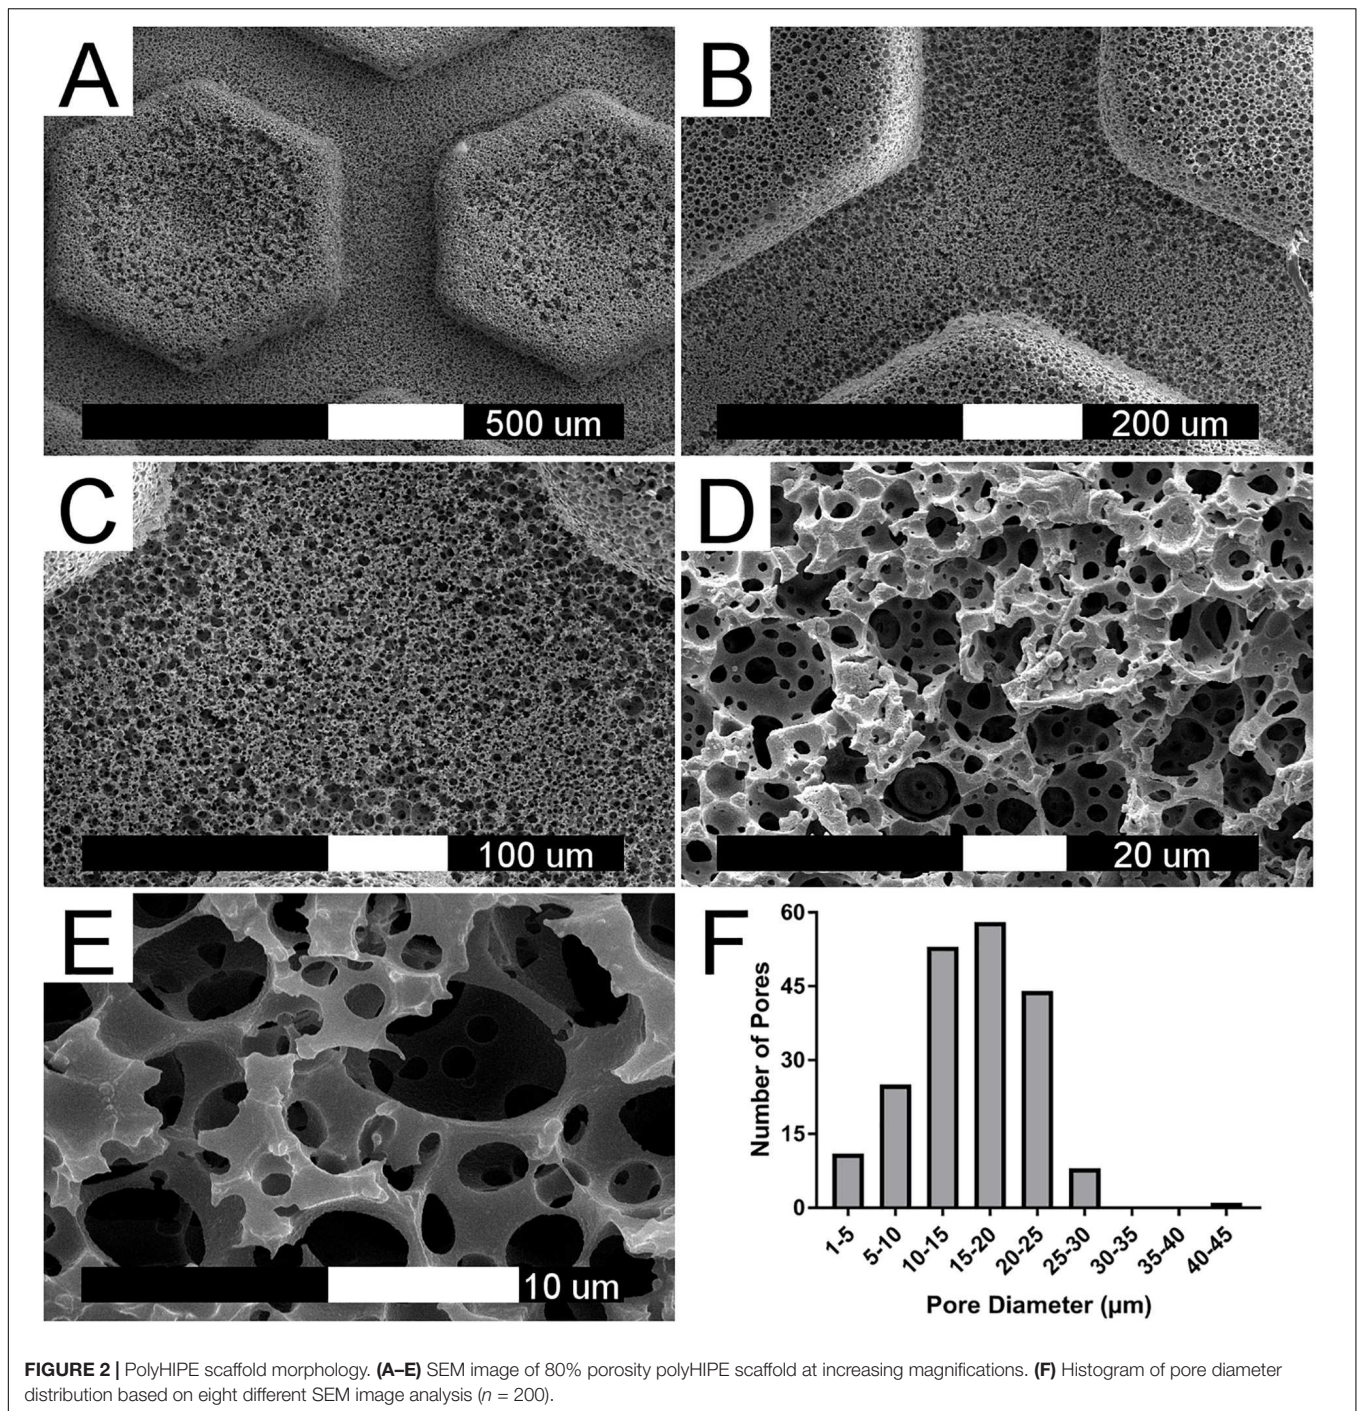 A
B
500 um
200 um
C
D
100 um
20 um
E
F
10 um
Number of Pores
60
45
30
15
0
1-5
5-10
10-15
15-20
20-25
25-30
30-35
35-40
40-45
Pore Diameter (µm)
FIGURE 2 | PolyHIPE scaffold morphology. (A–E) SEM image of 80% porosity polyHIPE scaffold at increasing magnifications. (F) Histogram of pore diameter
distribution based on eight different SEM image analysis (n = 200).